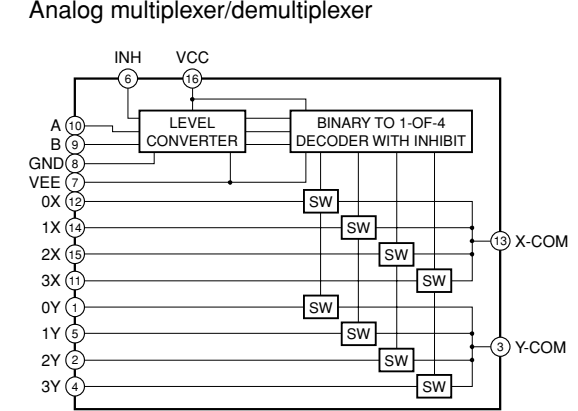 Analog multiplexer/demultiplexer
INH VCC
6 16
A 10 LEVEL CONVERTER BINARY TO 1-OF-4 DECODER WITH INHIBIT
B 9
GND 8
VEE 7
0X 12 SW
1X 14 SW
13 X-COM
2X 15 SW
3X 11 SW
0Y 1 SW
1Y 5 SW
3 Y-COM
2Y 2 SW
3Y 4 SW